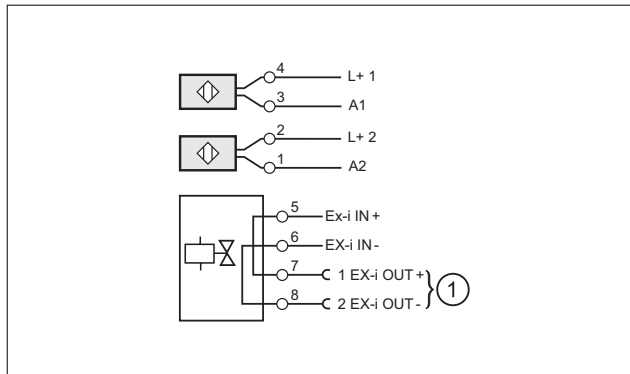 4 L+ 1
3 A1
2 L+ 2
1 A2
5 Ex-i IN+
6 EX-i IN-
7 1 EX-i OUT+
8 2 EX-i OUT-
1